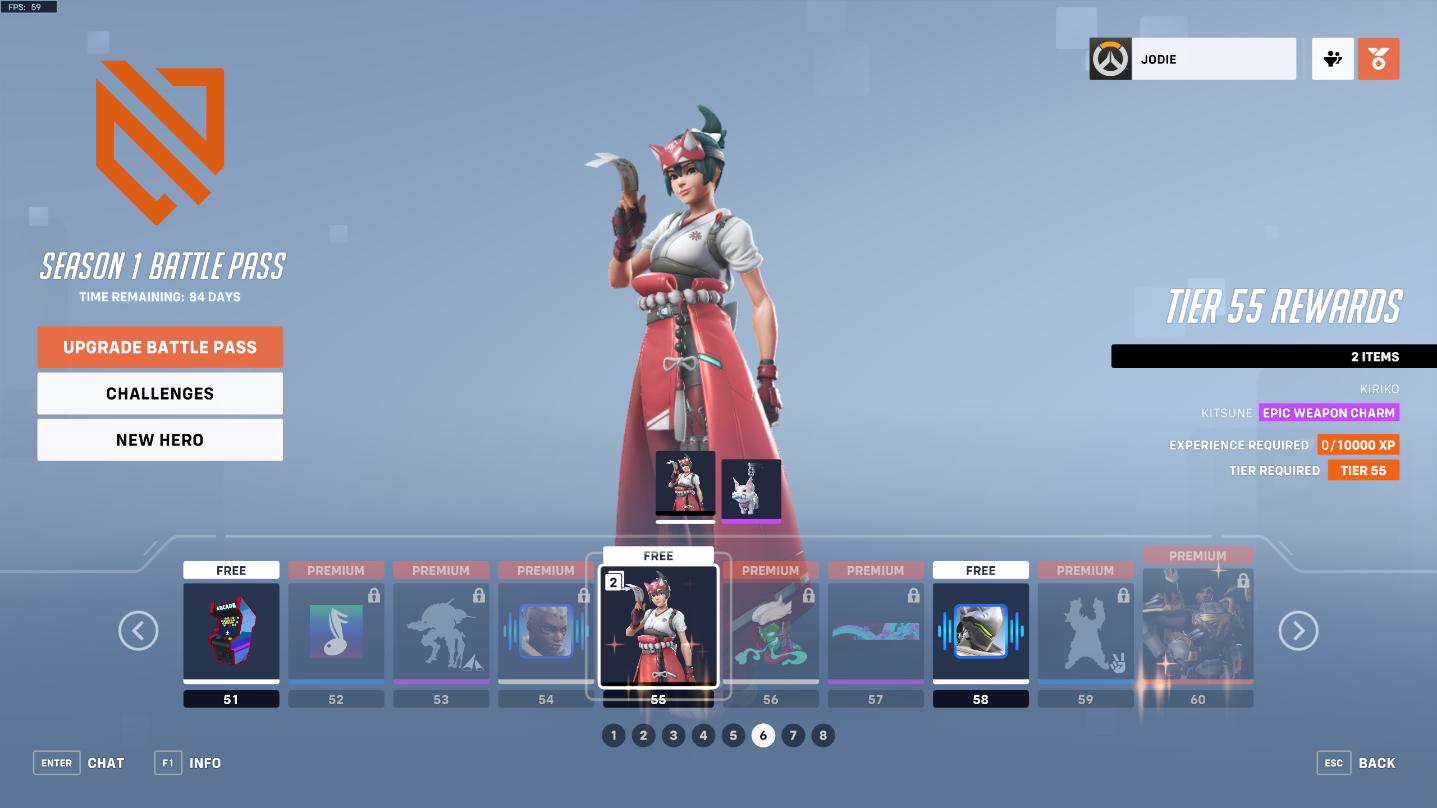 FPS: 59
JODIE
SEASON 1 BATTLE PASS
TIME REMAINING: 84 DAYS
UPGRADE BATTLE PASS
CHALLENGES
NEW HERO
TIER 55 REWARDS
2 ITEMS
KIRIKO
KITSUNE EPIC WEAPON CHARM
EXPERIENCE REQUIRED 0/10000 XP
TIER REQUIRED TIER 55
FREE PREMIUM PREMIUM PREMIUM FREE PREMIUM PREMIUM FREE PREMIUM PREMIUM
2
ARCADE
51 52 53 54 55 56 57 58 59 60
1 2 3 4 5 6 7 8
ENTER CHAT F1 INFO ESC BACK